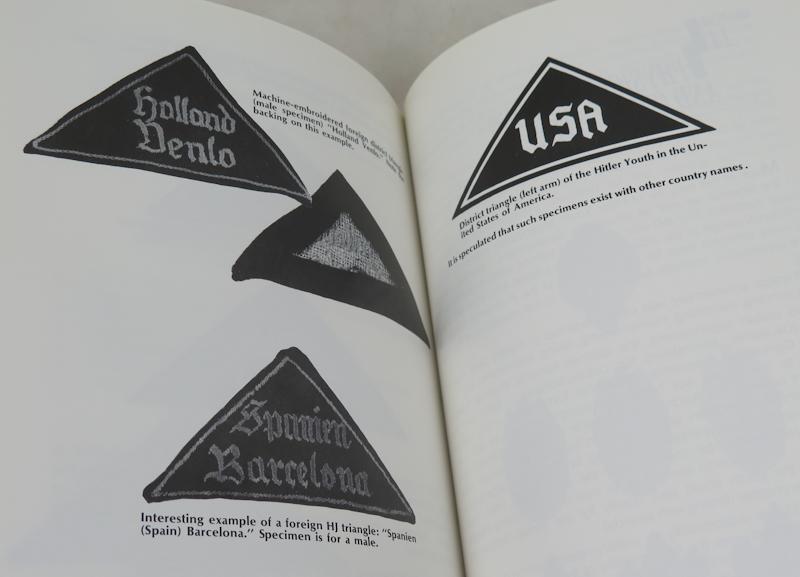 Holland
Venlo
Machine-embroidered foreign district
(male specimen) "Holland Venlo."
backing on this example.
Spanien
Barcelona
Interesting example of a foreign HJ triangle: "Spanien
(Spain) Barcelona." Specimen is for a male.
USA
District triangle (left arm) of the Hitler Youth in the Un-
ited States of America.
It is speculated that such specimens exist with other country names.